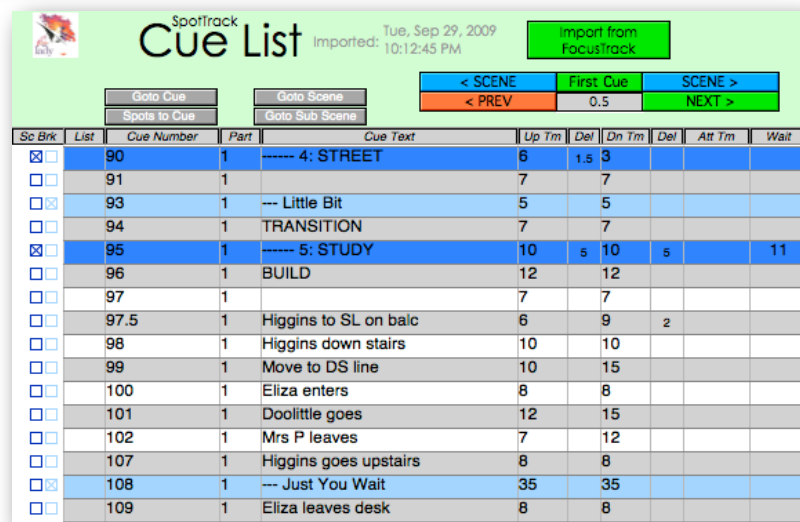 lady
SpotTrack
Cue List
Imported: Tue, Sep 29, 2009
10:12:45 PM
Import from
FocusTrack
< SCENE First Cue SCENE >
< PREV 0.5 NEXT >
Goto Cue Goto Scene
Spots to Cue Goto Sub Scene
Sc Brk List Cue Number Part Cue Text Up Tm Del Dn Tm Del Att Tm Wait
90 1 ------ 4: STREET 6 1.5 3
91 1 7 7
93 1 --- Little Bit 5 5
94 1 TRANSITION 7 7
95 1 ------ 5: STUDY 10 5 10 5 11
96 1 BUILD 12 12
97 1 7 7
97.5 1 Higgins to SL on balc 6 9 2
98 1 Higgins down stairs 10 10
99 1 Move to DS line 10 15
100 1 Eliza enters 8 8
101 1 Doolittle goes 12 15
102 1 Mrs P leaves 7 12
107 1 Higgins goes upstairs 8 8
108 1 --- Just You Wait 35 35
109 1 Eliza leaves desk 8 8